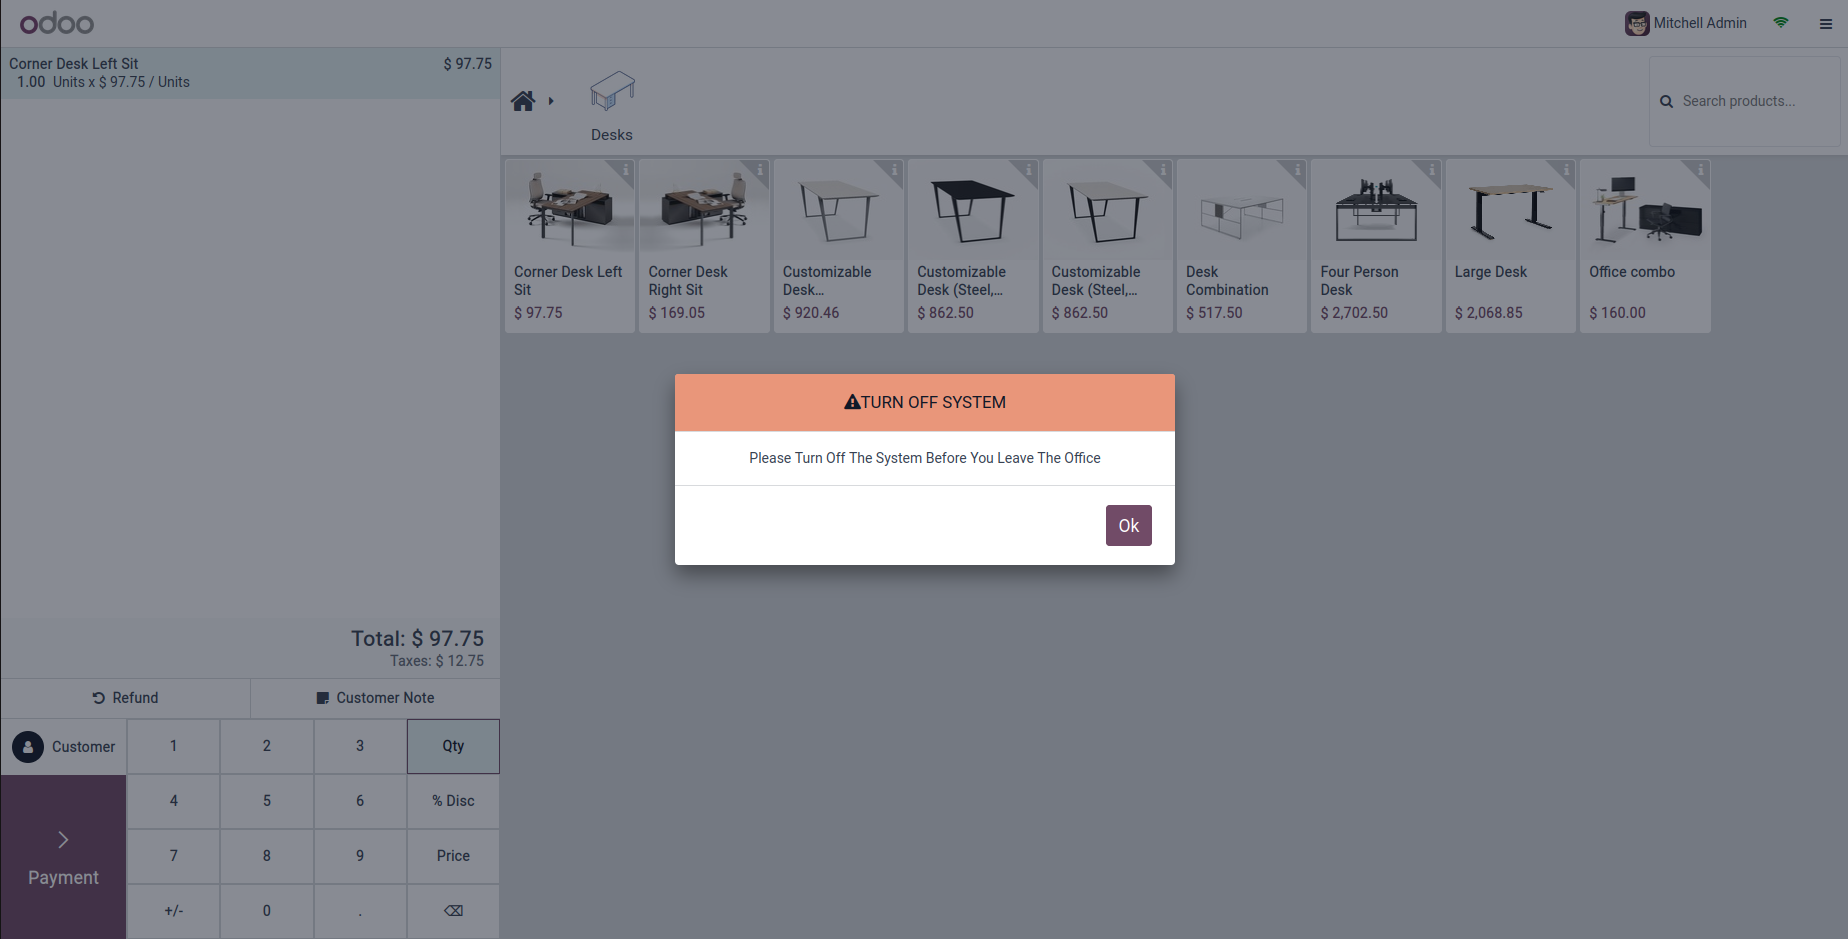 odoo
Mitchell Admin
Corner Desk Left Sit $ 97.75
1.00 Units x $ 97.75 / Units
Desks
Search products...
Corner Desk Left
Sit
$ 97.75
Corner Desk
Right Sit
$ 169.05
Customizable
Desk...
$ 920.46
Customizable
Desk (Steel,...
$ 862.50
Customizable
Desk (Steel,...
$ 862.50
Desk
Combination
$ 517.50
Four Person
Desk
$ 2,702.50
Large Desk
$ 2,068.85
Office combo
$ 160.00
TURN OFF SYSTEM
Please Turn Off The System Before You Leave The Office
Ok
Total: $ 97.75
Taxes: $ 12.75
Refund
Customer Note
Customer
1 2 3 Qty
4 5 6 % Disc
7 8 9 Price
+/- 0 . ⌫
Payment